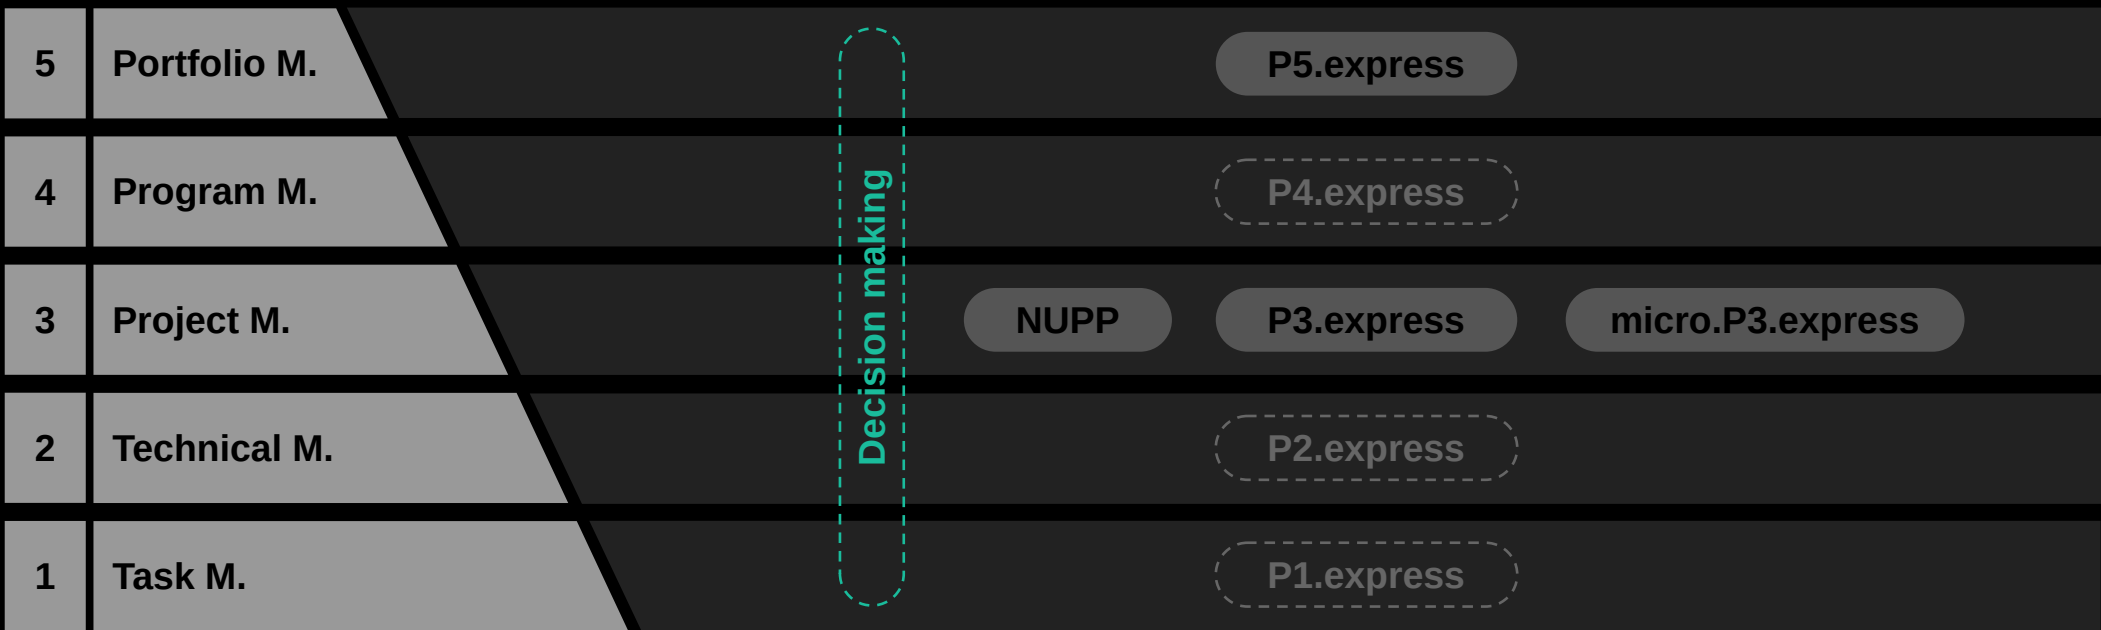 5 Portfolio M. P5.express
4 Program M. P4.express
Decision making
3 Project M. NUPP P3.express micro.P3.express
2 Technical M. P2.express
1 Task M. P1.express